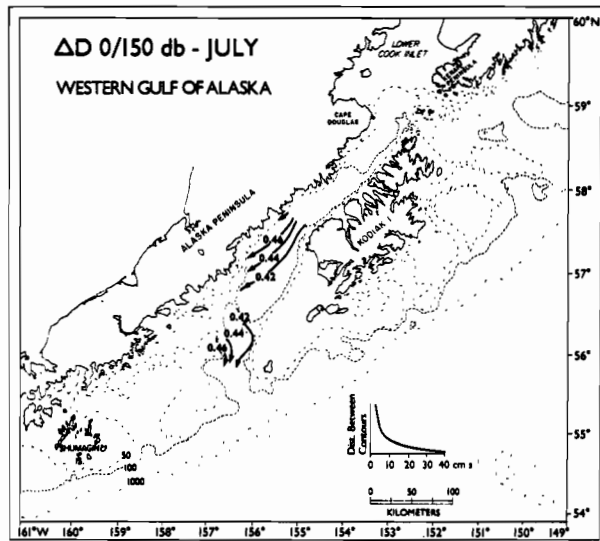 ΔD 0/150 db - JULY
WESTERN GULF OF ALASKA
LOWER
COOK INLET
PENINSULA
CAPE
DOUGLAS
ALASKA PENINSULA
KODIAK I
0.46
0.44
0.42
0.42
0.44
0.46
SHUMAGIN
50
100
1000
Dist. Between
Contours
0 10 20 30 40 cm s
0 50 100
KILOMETERS
60°N
59°
58°
57°
56°
55°
54°
161°W 160° 159° 158° 157° 156° 155° 154° 153° 152° 151° 150° 149°